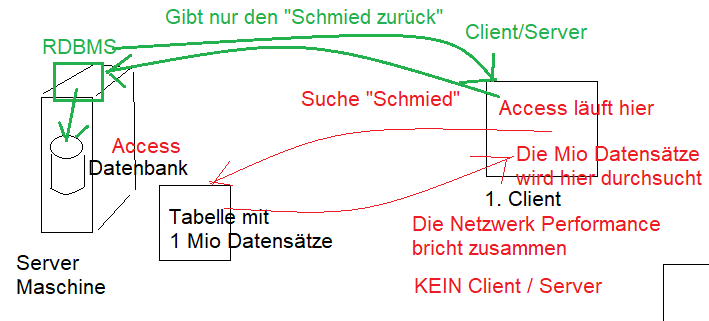 Gibt nur den "Schmied zurück"
RDBMS
Client/Server
Suche "Schmied"
Access läuft hier
Access
Datenbank
Die Mio Datensätze
wird hier durchsucht
1. Client
Tabelle mit
1 Mio Datensätze
Die Netzwerk Performance
bricht zusammen
Server
Maschine
KEIN Client / Server